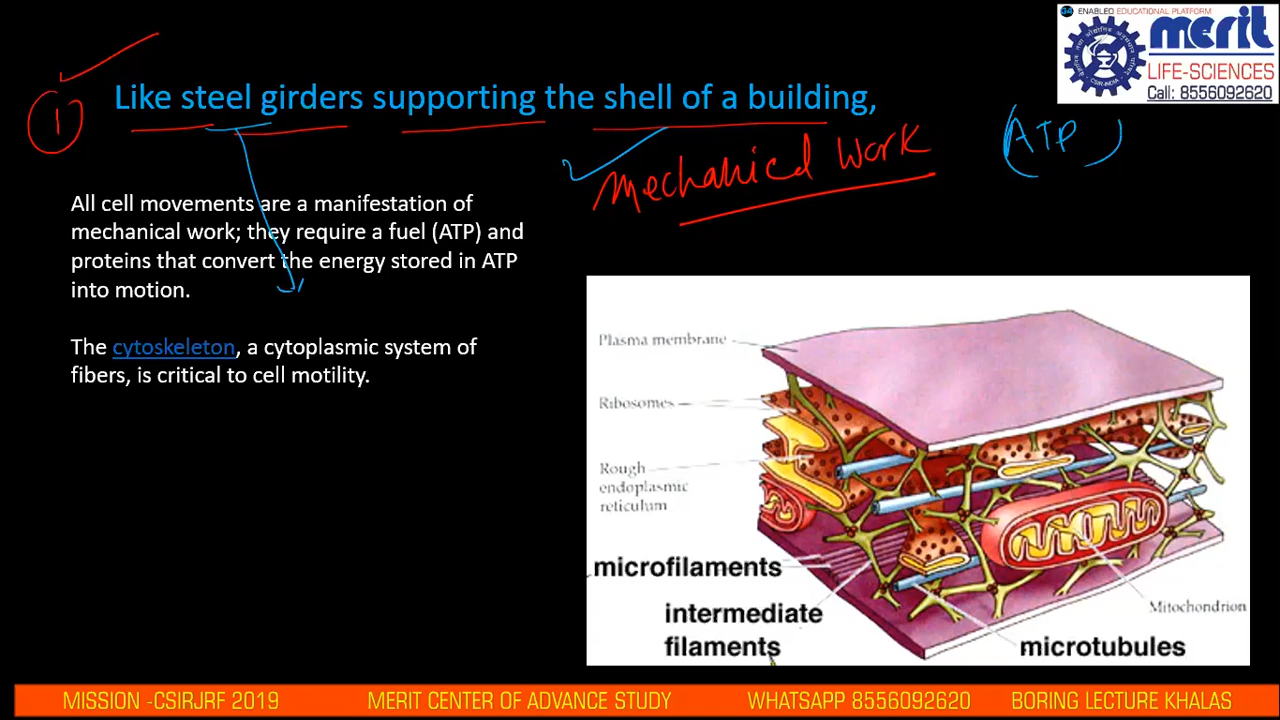 ENABLED EDUCATIONAL PLATFORM
merit
LIFE-SCIENCES
Call: 8556092620
1
Like steel girders supporting the shell of a building,
Mechanical Work
(ATP)
All cell movements are a manifestation of
mechanical work; they require a fuel (ATP) and
proteins that convert the energy stored in ATP
into motion.
The cytoskeleton, a cytoplasmic system of
fibers, is critical to cell motility.
Plasma membrane
Ribosomes
Rough
endoplasmic
reticulum
microfilaments
intermediate
filaments
Mitochondrion
microtubules
MISSION -CSIRJRF 2019
MERIT CENTER OF ADVANCE STUDY
WHATSAPP 8556092620
BORING LECTURE KHALAS